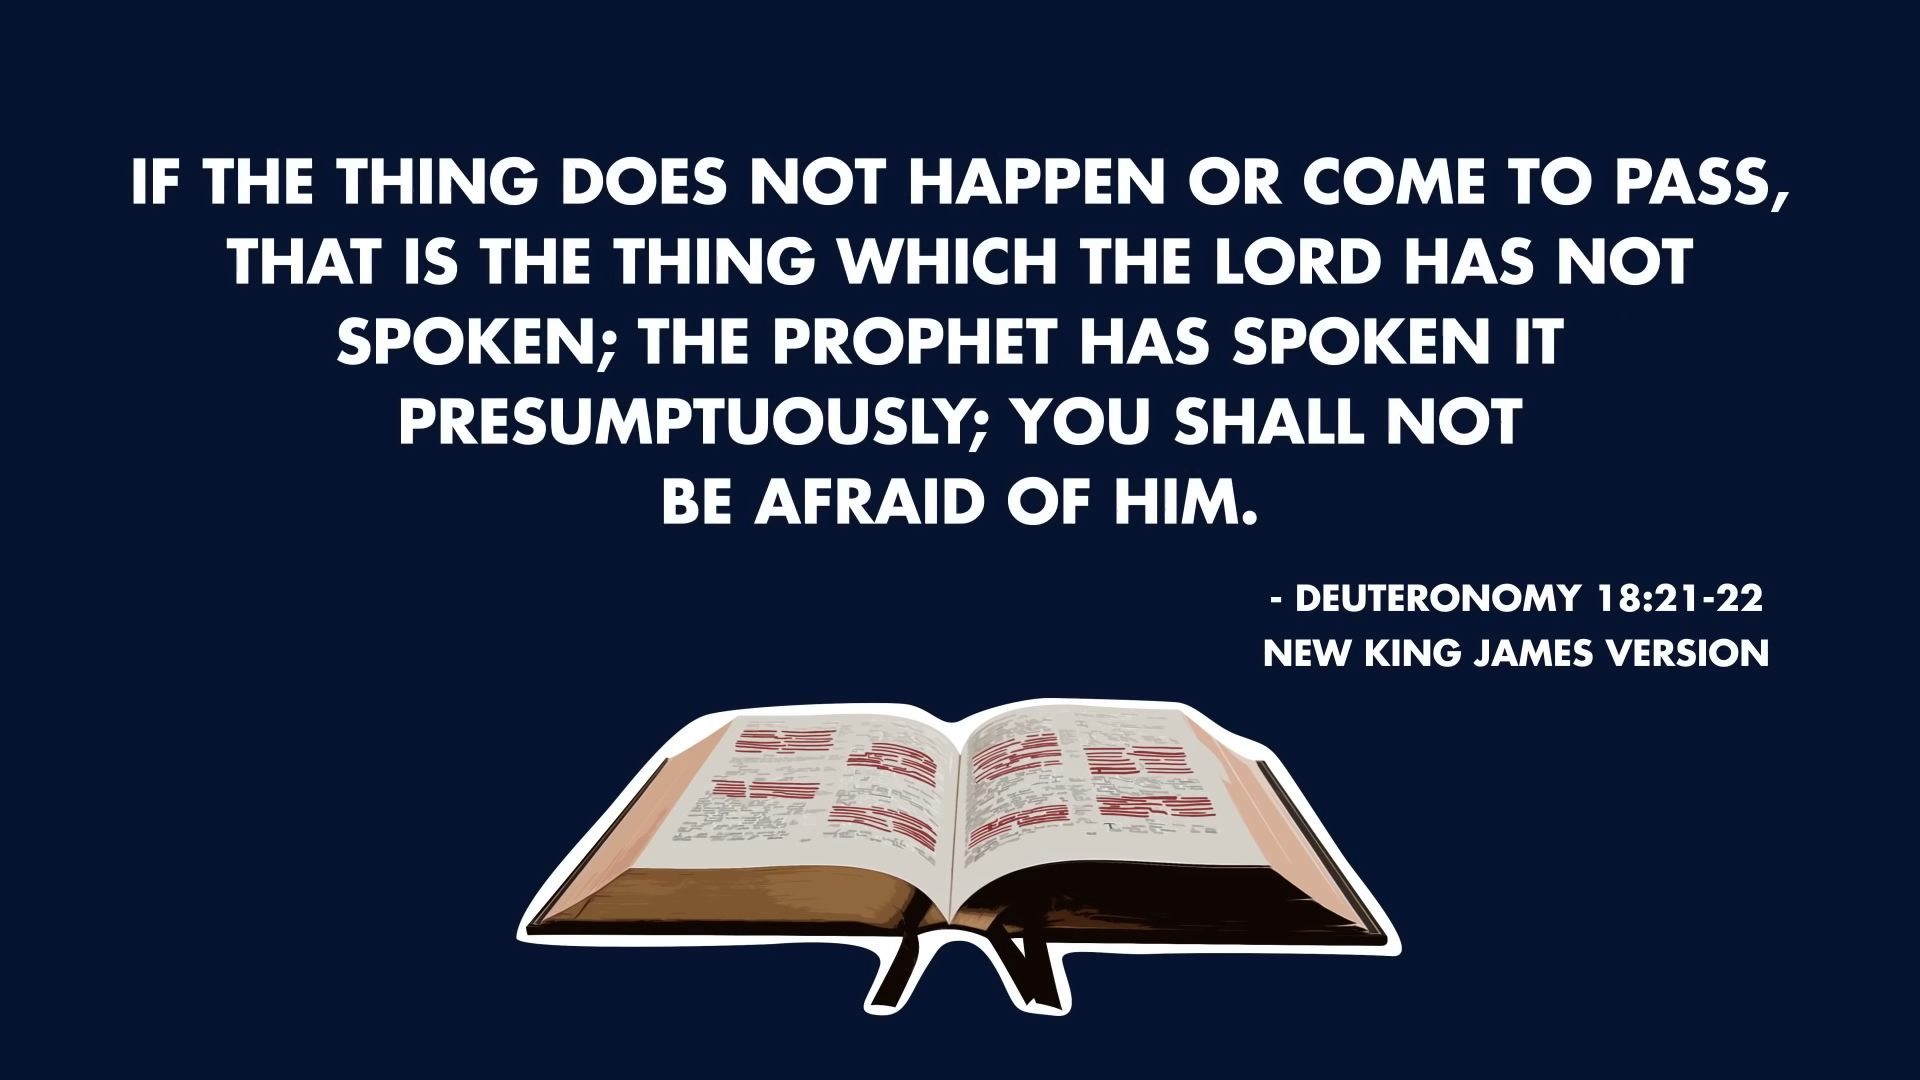 IF THE THING DOES NOT HAPPEN OR COME TO PASS,
THAT IS THE THING WHICH THE LORD HAS NOT
SPOKEN; THE PROPHET HAS SPOKEN IT
PRESUMPTUOUSLY; YOU SHALL NOT
BE AFRAID OF HIM.
- DEUTERONOMY 18:21-22
NEW KING JAMES VERSION